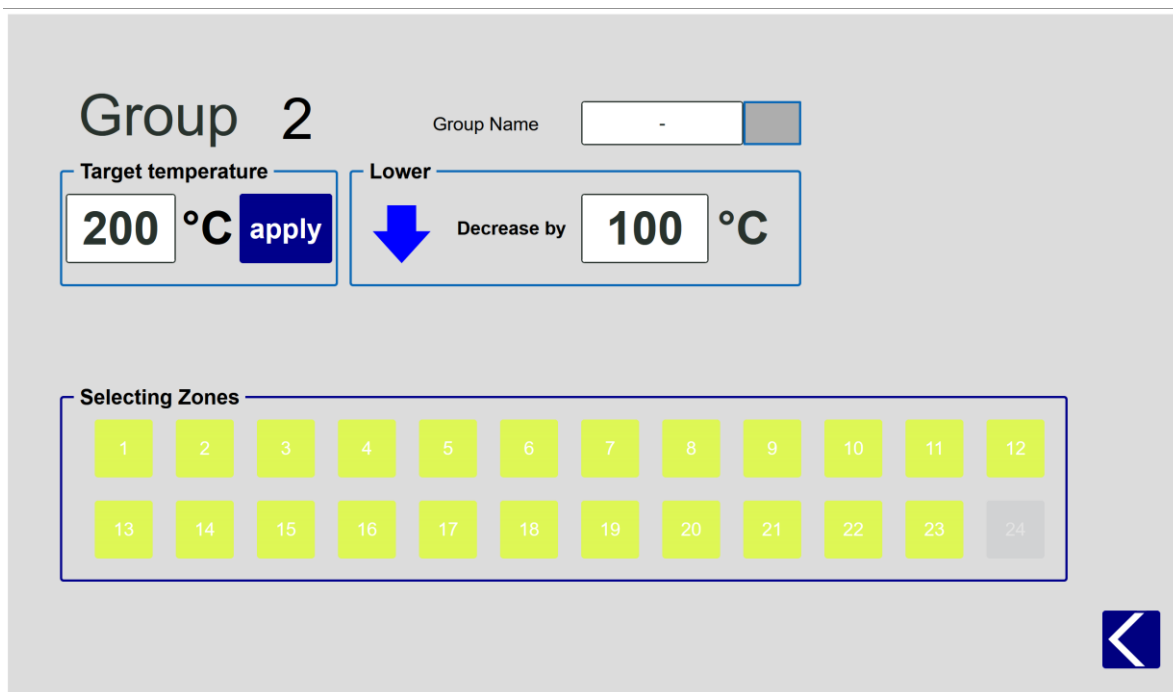 Group 2
Group Name -
Target temperature
200 °C apply
Lower
Decrease by 100 °C
Selecting Zones
1 2 3 4 5 6 7 8 9 10 11 12
13 14 15 16 17 18 19 20 21 22 23 24